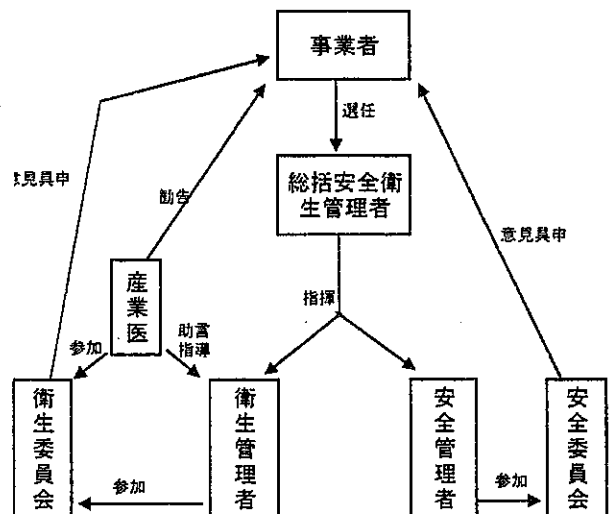 事業者
選任
総括安全衛
生管理者
意見具申
勧告
意見具申
産業医
指揮
参加
助言
指導
衛生委員会
衛生管理者
安全管理者
安全委員会
参加
参加